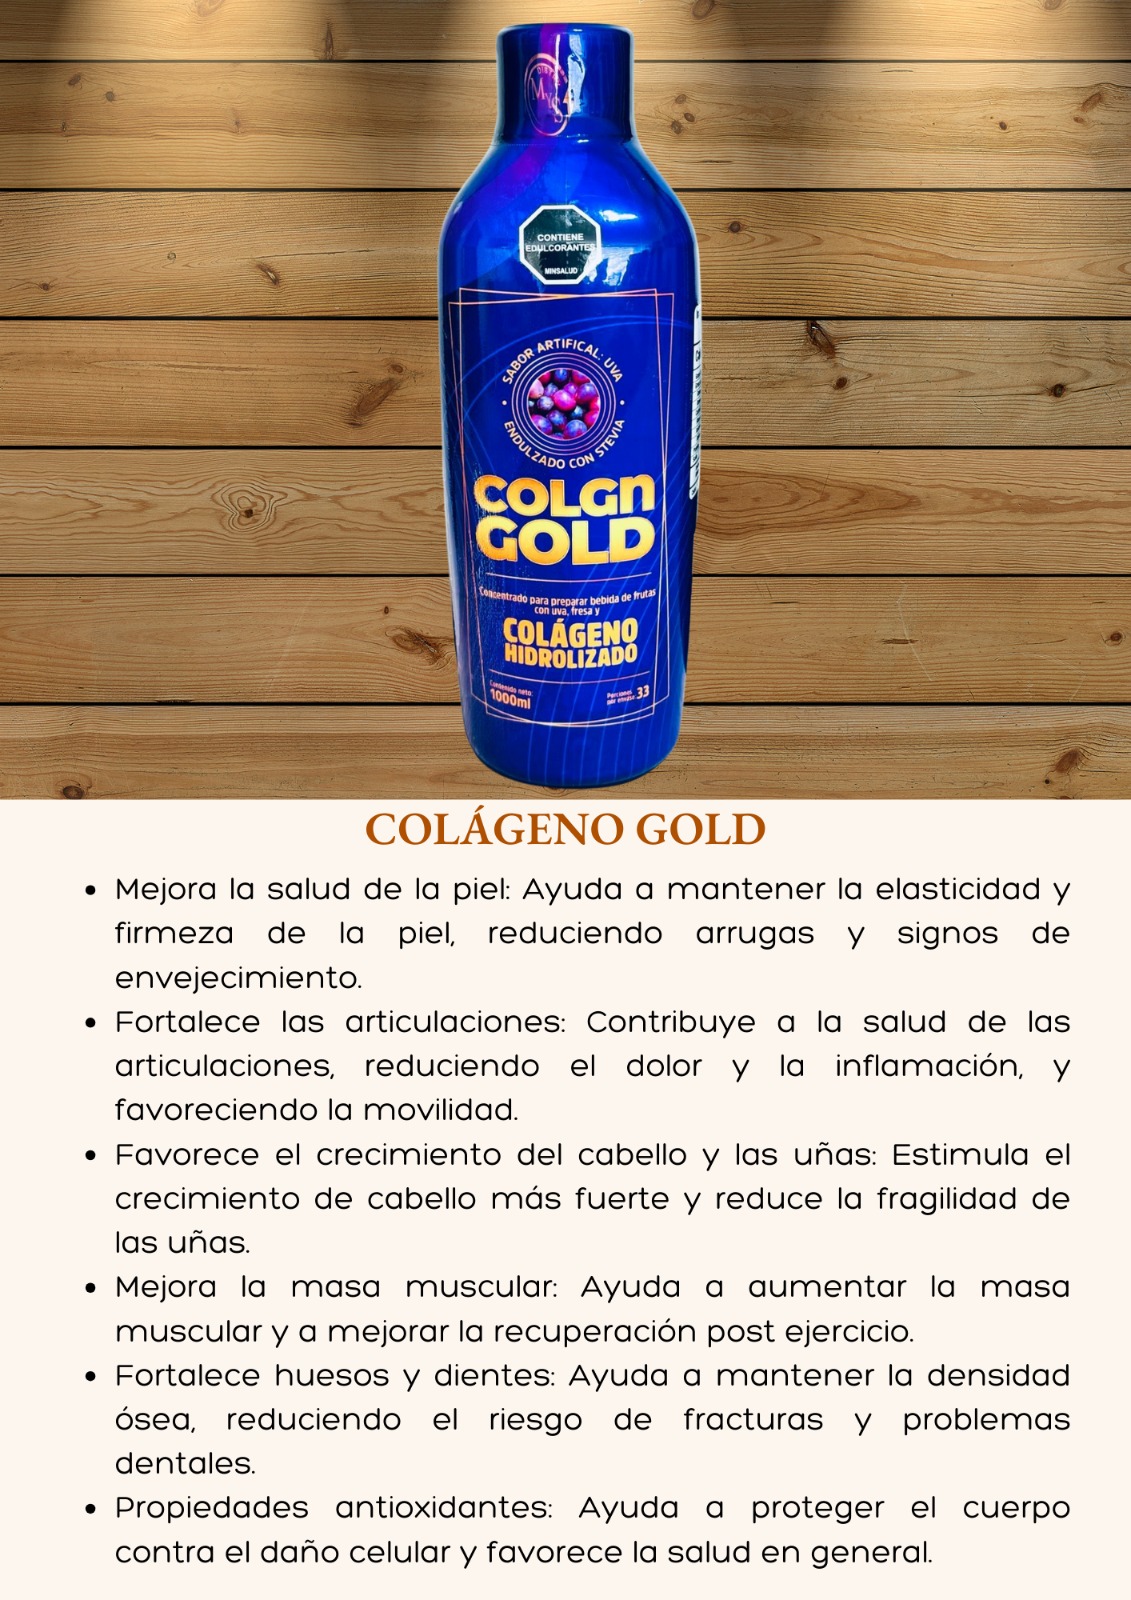 CONTIENE
EDULCORANTES
MINSALUD
SABOR ARTIFICAL: UVA
ENDULZADO CON STEVIA
COLGn
GOLD
Concentrado para preparar bebida de frutas
con uva, fresa y
COLÁGENO
HIDROLIZADO
Contenido neto:
1000ml
Porciones
por envase: 33
COLÁGENO GOLD
• Mejora la salud de la piel: Ayuda a mantener la elasticidad y
firmeza de la piel, reduciendo arrugas y signos de
envejecimiento.
• Fortalece las articulaciones: Contribuye a la salud de las
articulaciones, reduciendo el dolor y la inflamación, y
favoreciendo la movilidad.
• Favorece el crecimiento del cabello y las uñas: Estimula el
crecimiento de cabello más fuerte y reduce la fragilidad de
las uñas.
• Mejora la masa muscular: Ayuda a aumentar la masa
muscular y a mejorar la recuperación post ejercicio.
• Fortalece huesos y dientes: Ayuda a mantener la densidad
ósea, reduciendo el riesgo de fracturas y problemas
dentales.
• Propiedades antioxidantes: Ayuda a proteger el cuerpo
contra el daño celular y favorece la salud en general.